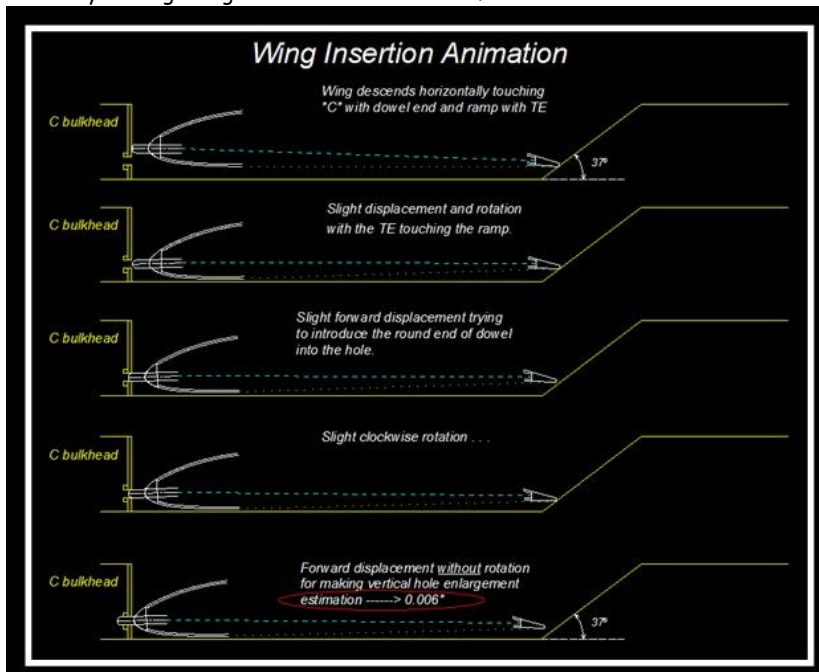 Wing Insertion Animation
Wing descends horizontally touching
"C" with dowel end and ramp with TE
C bulkhead
37º
Slight displacement and rotation
with the TE touching the ramp.
C bulkhead
Slight forward displacement trying
to introduce the round end of dowel
into the hole.
C bulkhead
Slight clockwise rotation . . .
C bulkhead
Forward displacement without rotation
for making vertical hole enlargement
estimation ------> 0.006"
C bulkhead
37º